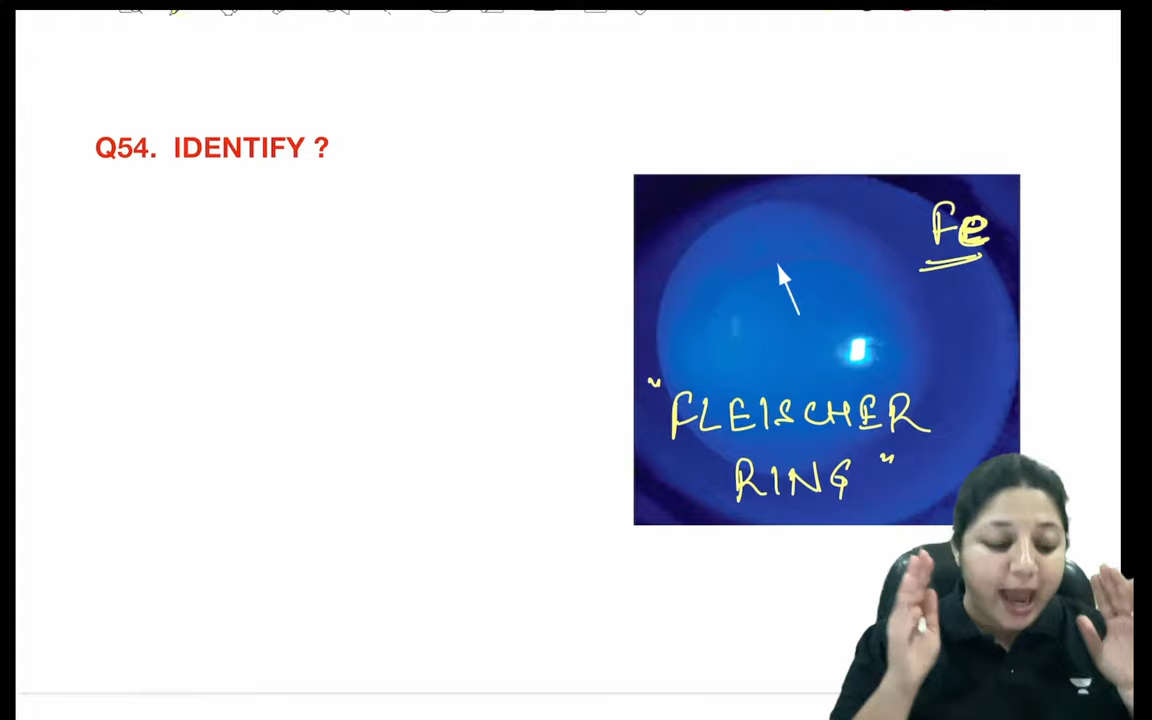 Q54. IDENTIFY ?
Fe
"FLEISCHER
RING"